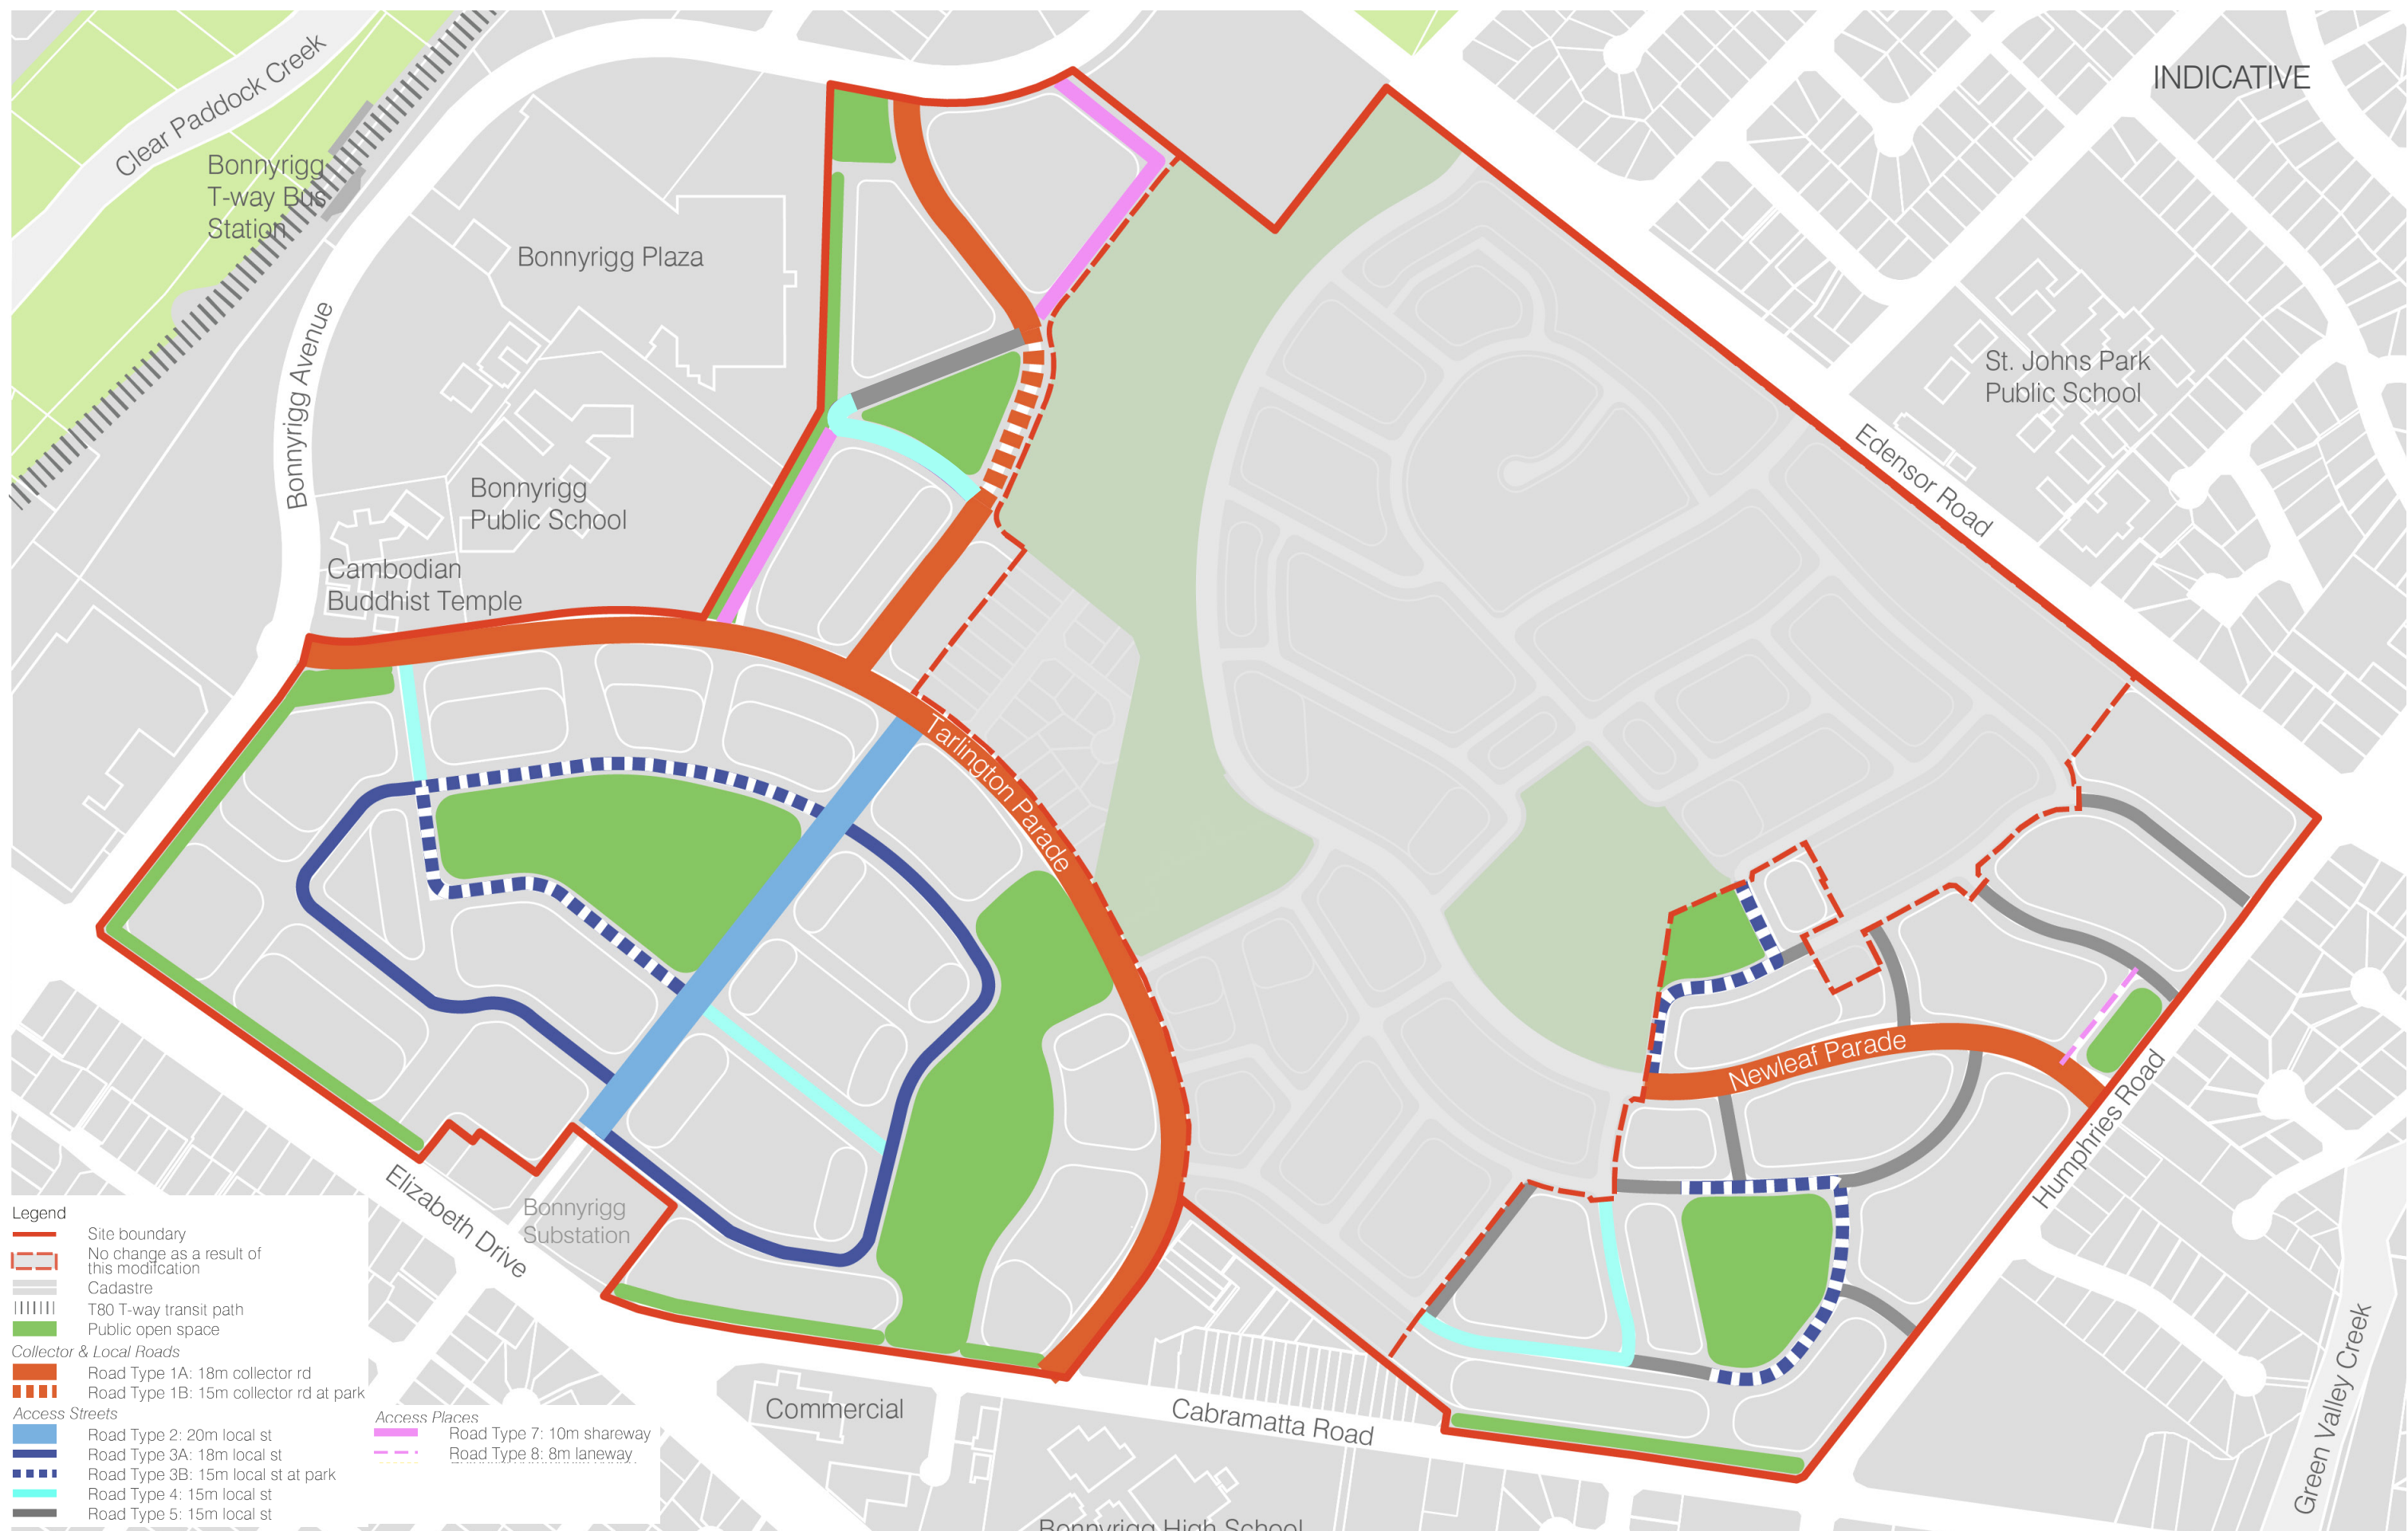 INDICATIVE
Clear Paddock Creek
Bonnyrigg
T-way Bus
Station
Bonnyrigg Plaza
Bonnyrigg Avenue
St. Johns Park
Public School
Edensor Road
Bonnyrigg
Public School
Cambodian
Buddhist Temple
Tarlington Parade
Newleaf Parade
Humphries Road
Elizabeth Drive
Bonnyrigg
Substation
Commercial
Cabramatta Road
Green Valley Creek
Bonnyrigg High School
Legend
Site boundary
No change as a result of
this modifcation
Cadastre
T80 T-way transit path
Public open space
Collector & Local Roads
Road Type 1A: 18m collector rd
Road Type 1B: 15m collector rd at park
Access Streets
Road Type 2: 20m local st
Road Type 3A: 18m local st
Road Type 3B: 15m local st at park
Road Type 4: 15m local st
Road Type 5: 15m local st
Access Places
Road Type 7: 10m shareway
Road Type 8: 8m laneway